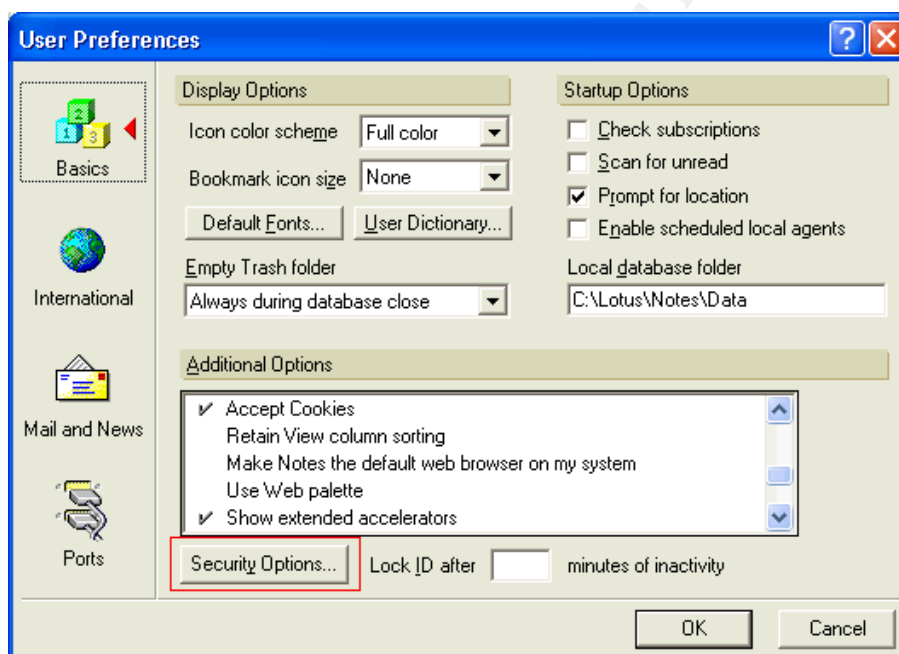 User Preferences
Basics
International
Mail and News
Ports
Display Options
Icon color scheme Full color
Bookmark icon size None
Default Fonts... User Dictionary...
Empty Trash folder
Always during database close
Startup Options
Check subscriptions
Scan for unread
Prompt for location
Enable scheduled local agents
Local database folder
C:\Lotus\Notes\Data
Additional Options
Accept Cookies
Retain View column sorting
Make Notes the default web browser on my system
Use Web palette
Show extended accelerators
Security Options... Lock ID after minutes of inactivity
OK Cancel